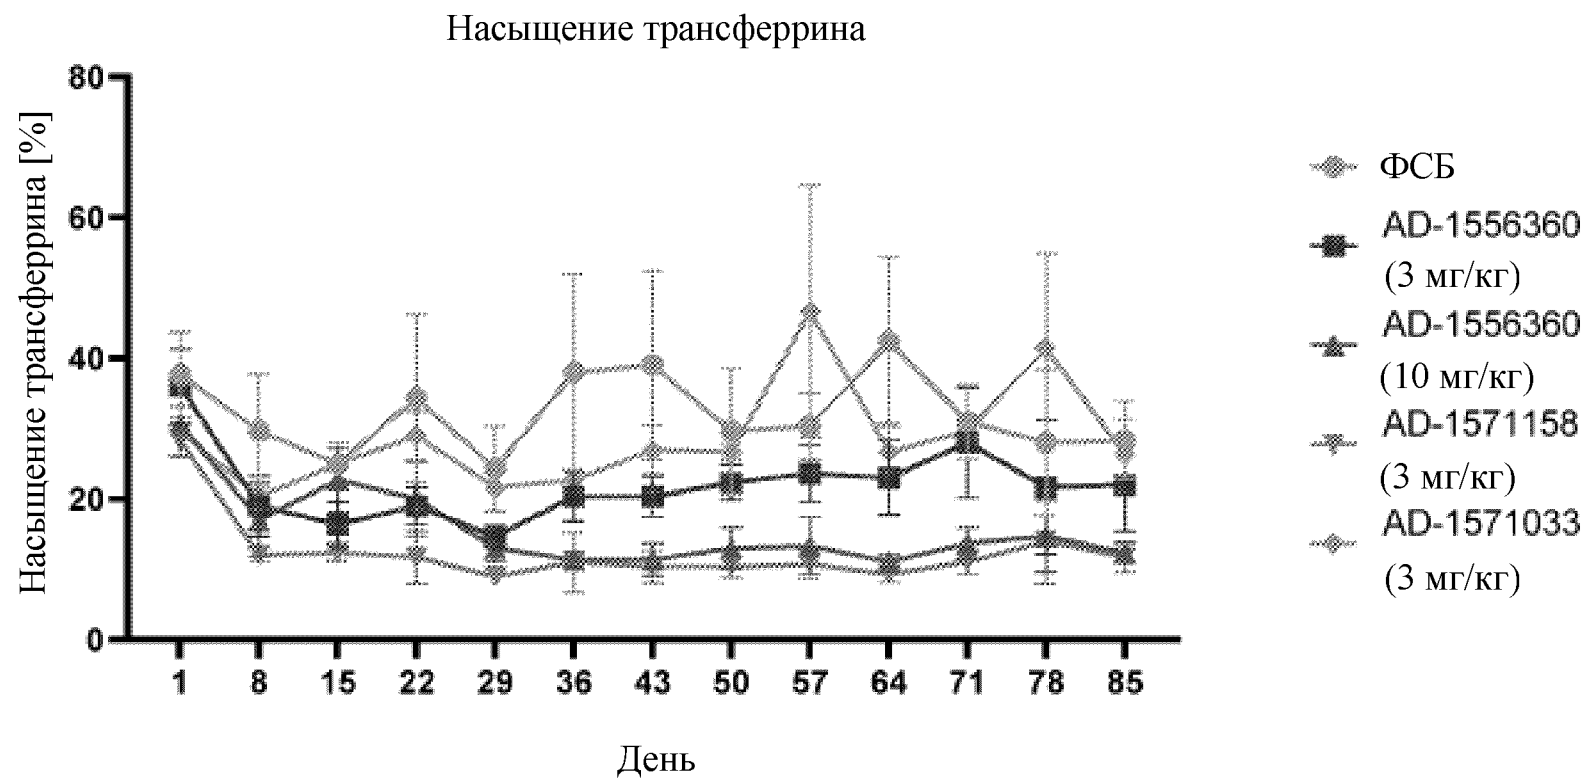 Насыщение трансферрина
Насыщение трансферрина [%]
80
60
40
20
0
1 8 15 22 29 36 43 50 57 64 71 78 85
День
ФСБ
AD-1556360
(3 мг/кг)
AD-1556360
(10 мг/кг)
AD-1571158
(3 мг/кг)
AD-1571033
(3 мг/кг)